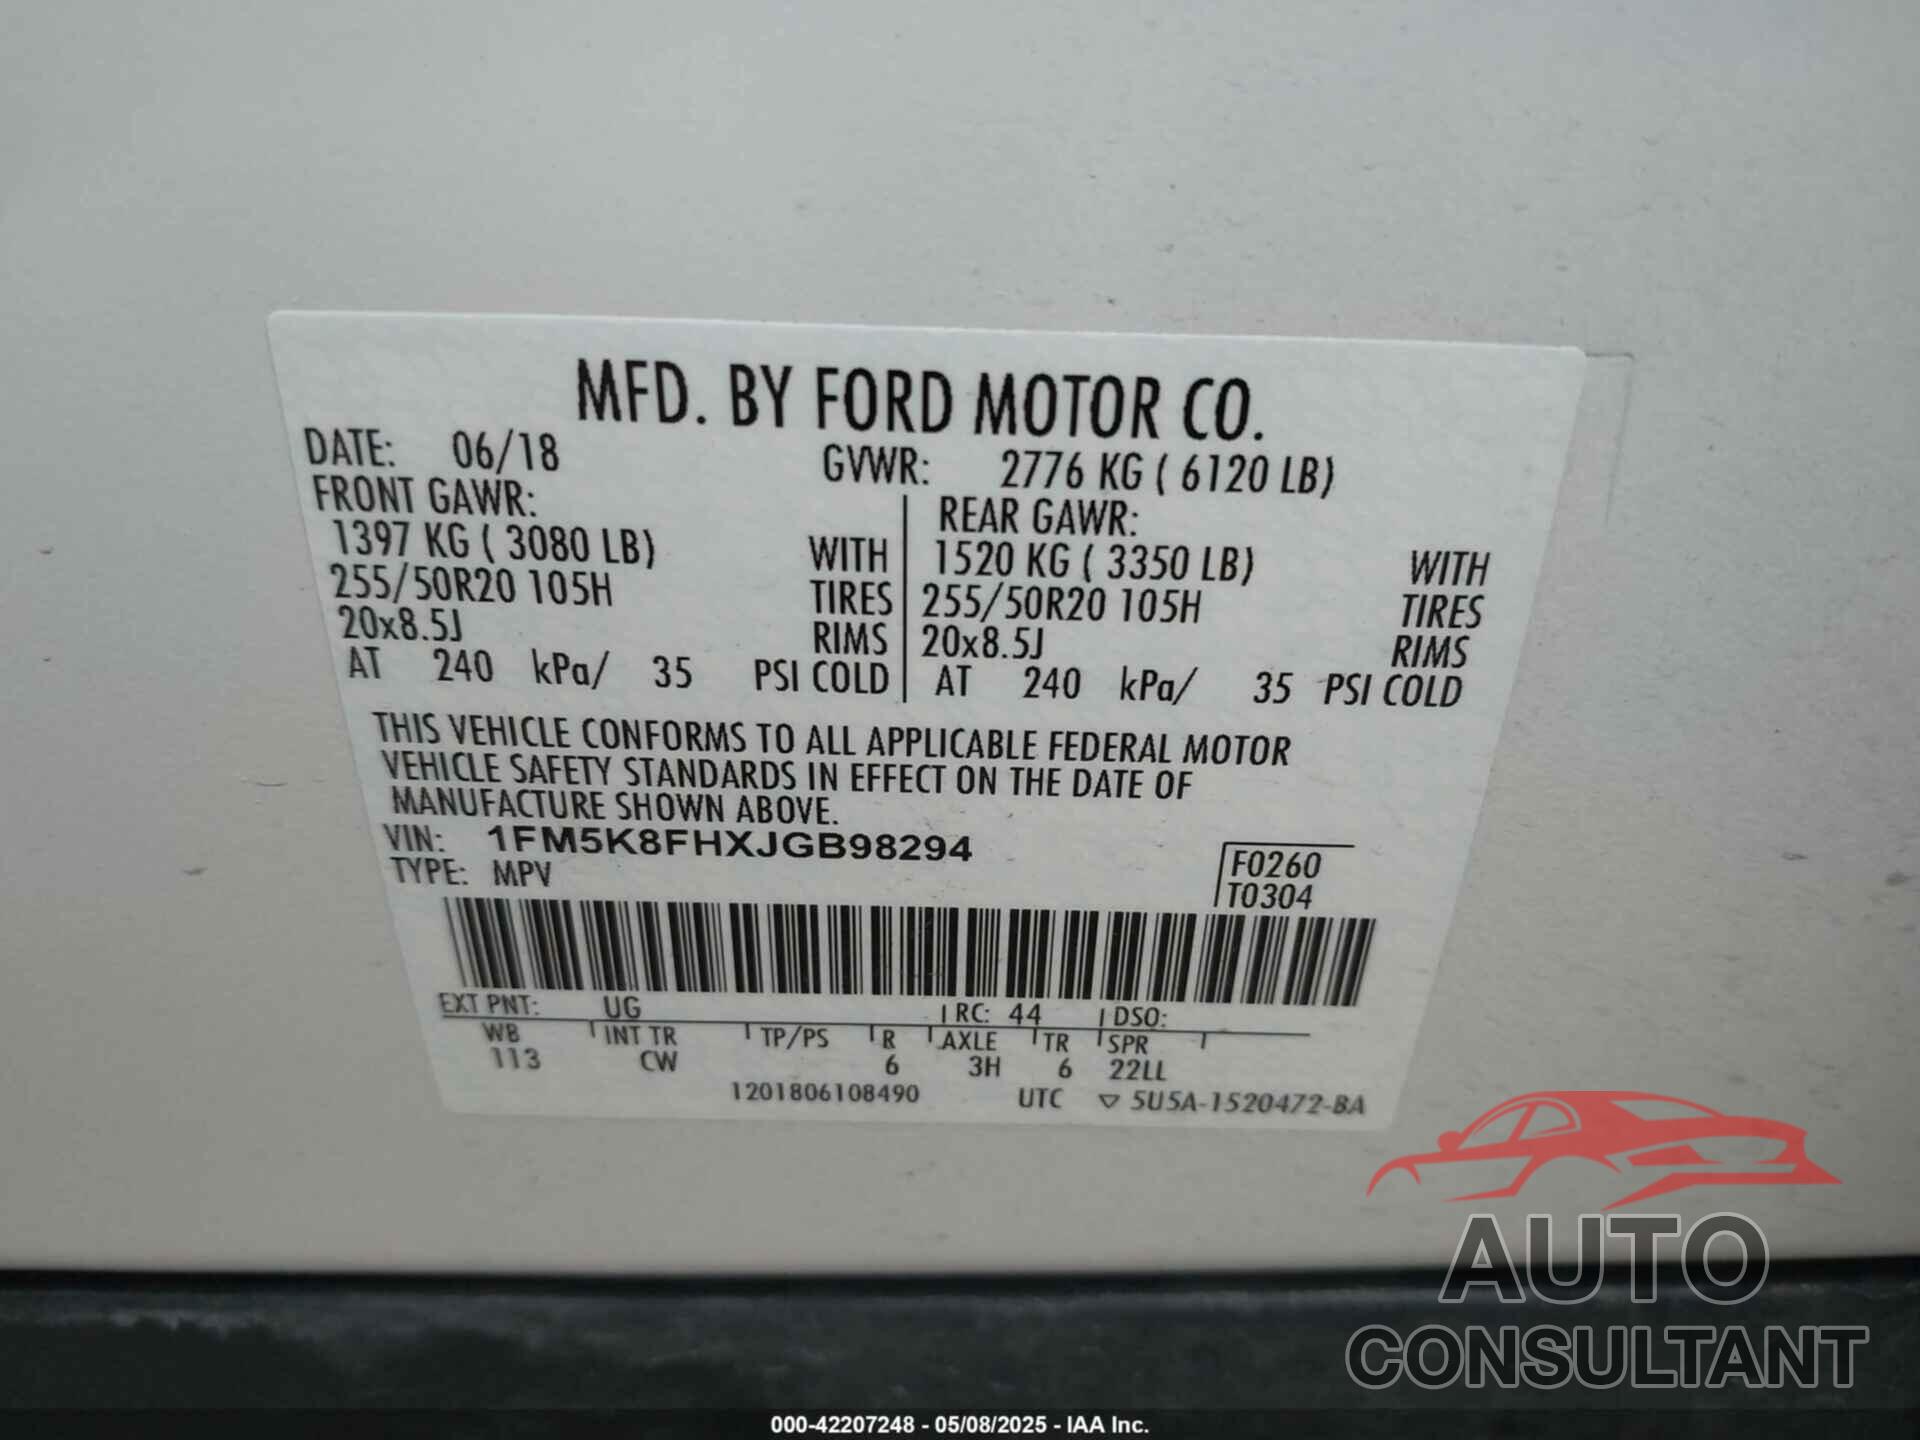 MFD. BY FORD MOTOR CO.
DATE: 06/18 GVWR: 2776 KG ( 6120 LB)
FRONT GAWR: REAR GAWR:
1397 KG ( 3080 LB) WITH 1520 KG ( 3350 LB) WITH
255/50R20 105H TIRES 255/50R20 105H TIRES
20x8.5J RIMS 20x8.5J RIMS
AT 240 kPa/ 35 PSI COLD AT 240 kPa/ 35 PSI COLD
THIS VEHICLE CONFORMS TO ALL APPLICABLE FEDERAL MOTOR
VEHICLE SAFETY STANDARDS IN EFFECT ON THE DATE OF
MANUFACTURE SHOWN ABOVE.
VIN: 1FM5K8FHXJGB98294
TYPE: MPV
F0260
T0304
EXT PNT: UG RC: 44 DSO:
WB INT TR TP/PS R AXLE TR SPR
113 CW 6 3H 6 22LL
1201806108490 UTC ▽ 5U5A-1520472-BA
AUTO
CONSULTANT
000-42207248 - 05/08/2025 - IAA Inc.